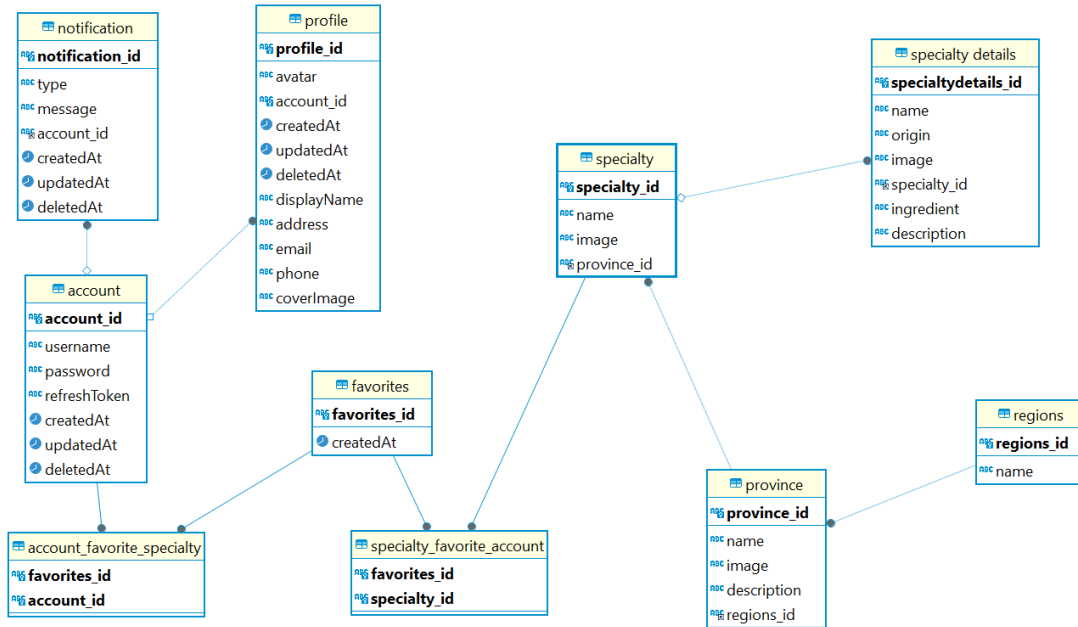 notification
notification_id
type
message
account_id
createdAt
updatedAt
deletedAt
profile
profile_id
avatar
account_id
createdAt
updatedAt
deletedAt
displayName
address
email
phone
coverImage
specialty details
specialtydetails_id
name
origin
image
specialty_id
ingredient
description
specialty
specialty_id
name
image
province_id
account
account_id
username
password
refreshToken
createdAt
updatedAt
deletedAt
favorites
favorites_id
createdAt
regions
regions_id
name
province
province_id
name
image
description
regions_id
account_favorite_specialty
favorites_id
account_id
specialty_favorite_account
favorites_id
specialty_id